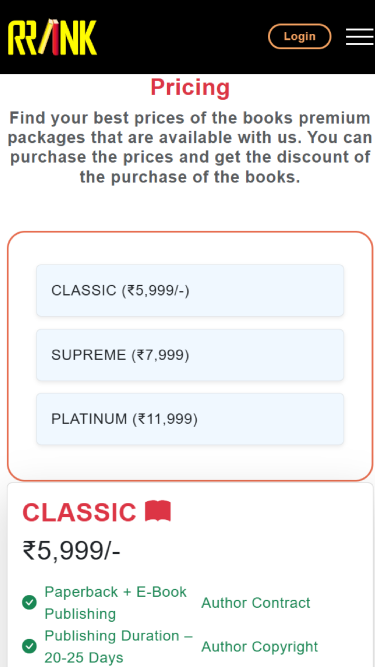 RRINK
Login
Pricing
Find your best prices of the books premium
packages that are available with us. You can
purchase the prices and get the discount of
the purchase of the books.
CLASSIC (₹5,999/-)
SUPREME (₹7,999)
PLATINUM (₹11,999)
CLASSIC
₹5,999/-
Paperback + E-Book
Publishing
Author Contract
Publishing Duration –
20-25 Days
Author Copyright